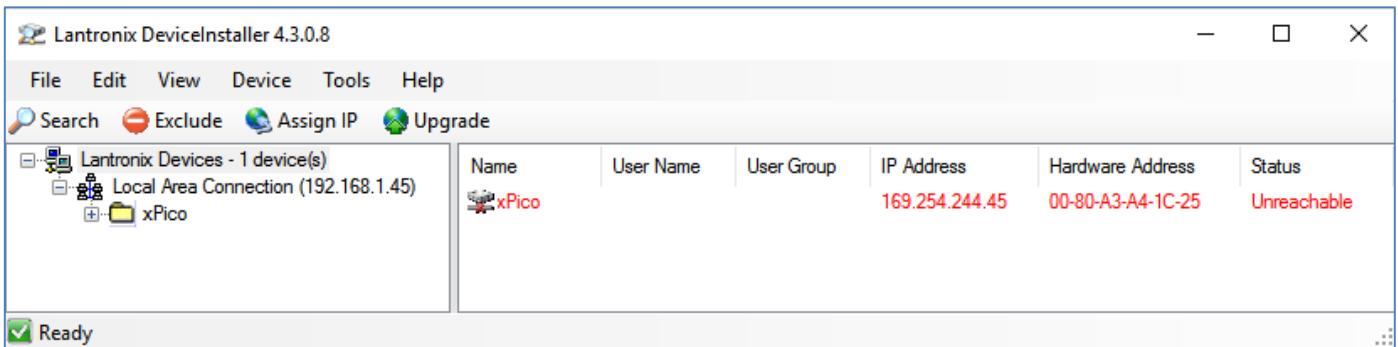 Lantronix DeviceInstaller 4.3.0.8
File Edit View Device Tools Help
Search Exclude Assign IP Upgrade
Lantronix Devices - 1 device(s)
Local Area Connection (192.168.1.45)
xPico
Name User Name User Group IP Address Hardware Address Status
xPico 169.254.244.45 00-80-A3-A4-1C-25 Unreachable
Ready